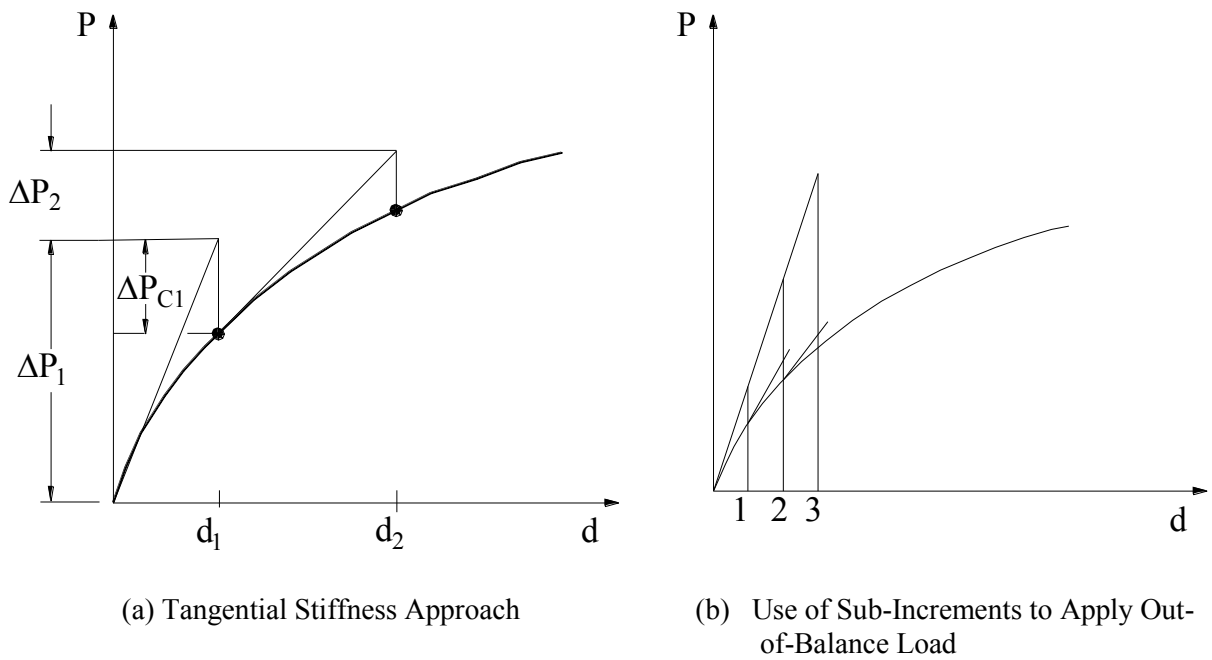 P
ΔP₂
ΔP_C1
ΔP₁
d₁
d₂
d
(a) Tangential Stiffness Approach
P
1
2
3
d
(b) Use of Sub-Increments to Apply Out-
of-Balance Load